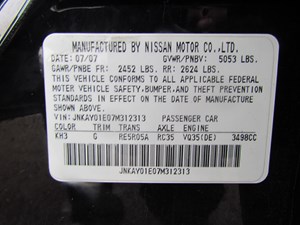 MANUFACTURED BY NISSAN MOTOR CO.,LTD.
DATE: 07/07 GVWR/PNBV: 5053 LBS.
GAWR/PNBE FR: 2452 LBS. RR: 2624 LBS.
THIS VEHICLE CONFORMS TO ALL APPLICABLE FEDERAL
MOTOR VEHICLE SAFETY,BUMPER,AND THEFT PREVENTION
STANDARDS IN EFFECT ON THE DATE OF MANUFACTURE
SHOWN ABOVE.
VIN: JNKAY01E07M312313 PASSENGER CAR
COLOR TRIM MODEL TRANS AXLE ENGINE
KH3 G RESROSA RC35 VQ35(DE) 3498CC
JNKAY01E07M312313